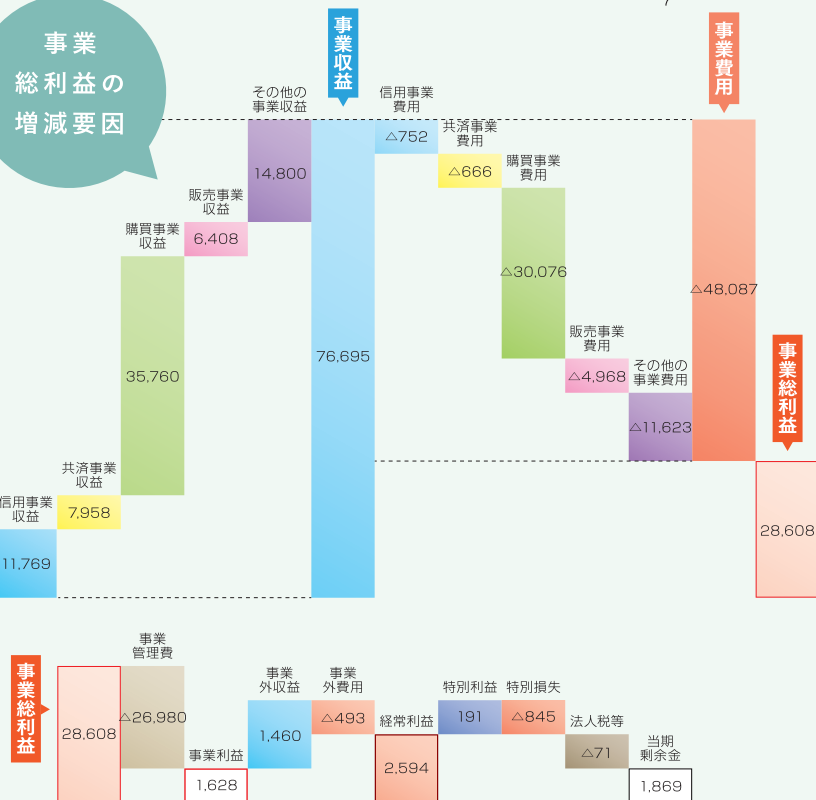 事業
総利益の
増減要因
事業収益
事業費用
その他の
事業収益
14,800
信用事業
費用
△752
共済事業
費用
△666
購買事業
費用
△30,076
販売事業
収益
6,408
購買事業
収益
35,760
76,695
△48,087
販売事業
費用
△4,968
その他の
事業費用
△11,623
事業総利益
28,608
共済事業
収益
7,958
信用事業
収益
11,769
事業総利益
28,608
事業
管理費
△26,980
事業利益
1,628
事業
外収益
1,460
事業
外費用
△493
経常利益
2,594
特別利益
191
特別損失
△845
法人税等
△71
当期
剰余金
1,869